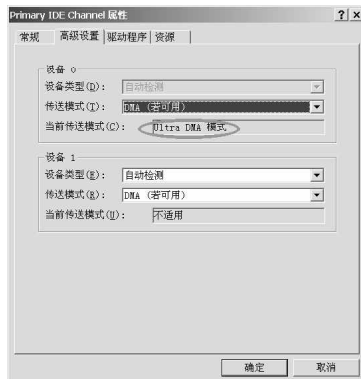 Primary IDE Channel 属性
常规 高级设置 驱动程序 资源
设备 0
设备类型(D): 自动检测
传送模式(T): DMA (若可用)
当前传送模式(C): Ultra DMA 模式
设备 1
设备类型(E): 自动检测
传送模式(R): DMA (若可用)
当前传送模式(U): 不适用
确定 取消